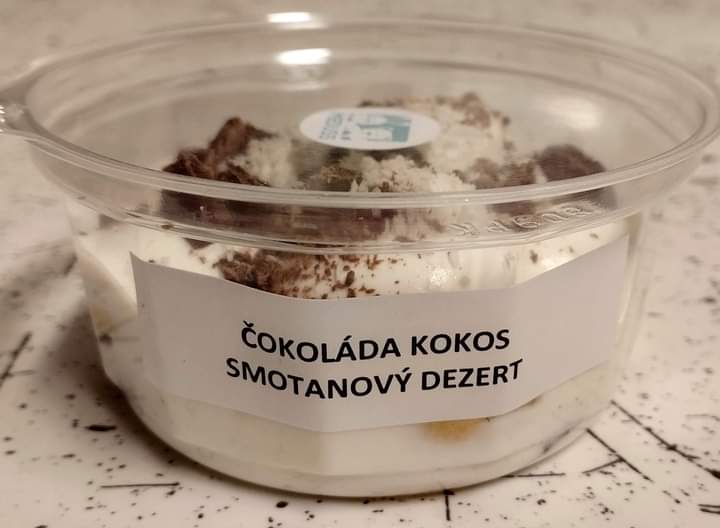 ČOKOLÁDA KOKOS
SMOTANOVÝ DEZERT